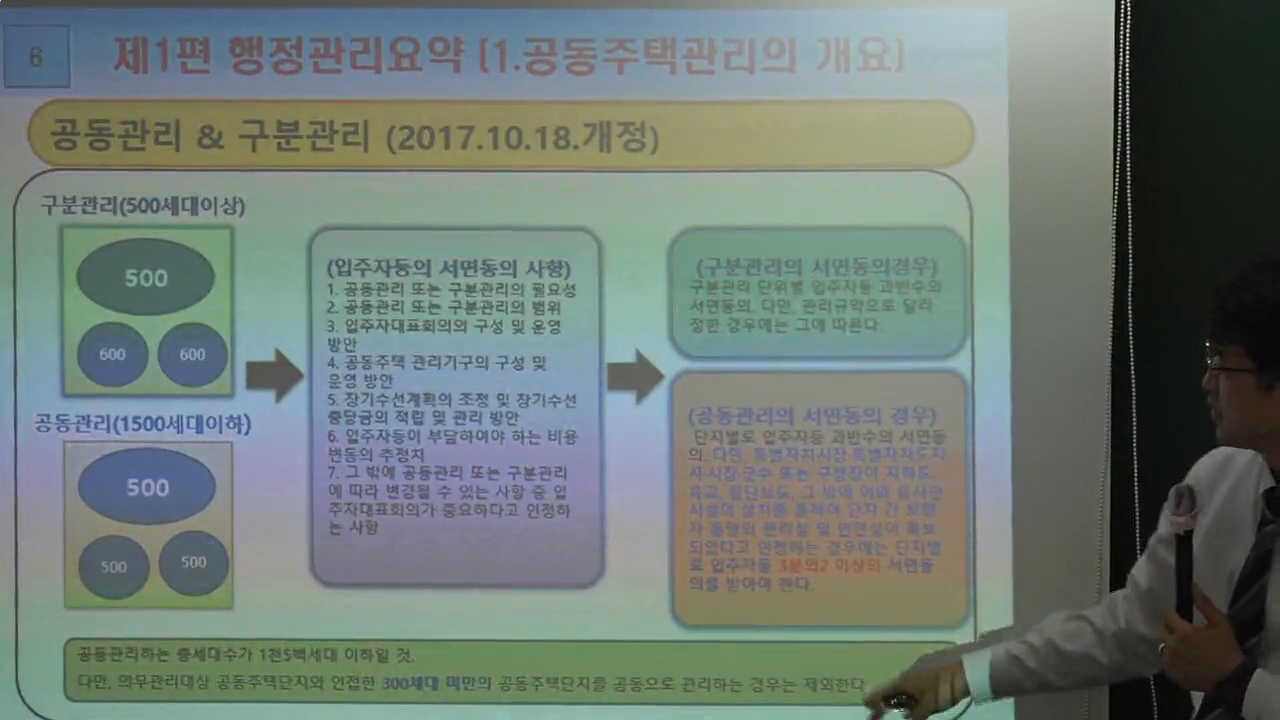 6
제1편 행정관리요약 [1.공동주택관리의 개요]
공동관리 & 구분관리 (2017.10.18.개정)
구분관리(500세대이상)
500
600 600
공동관리(1500세대이하)
500
500 500
(입주자등의 서면동의 사항)
1. 공동관리 또는 구분관리의 필요성
2. 공동관리 또는 구분관리의 범위
3. 입주자대표회의의 구성 및 운영
방안
4. 공동주택 관리기구의 구성 및
운영 방안
5. 장기수선계획의 조정 및 장기수선
충당금의 적립 및 관리 방안
6. 입주자등이 부담하여야 하는 비용
변동의 추정치
7. 그 밖에 공동관리 또는 구분관리
에 따라 변경될 수 있는 사항 중 입
주자대표회의가 중요하다고 인정하
는 사항
(구분관리의 서면동의경우)
구분관리 단위별 입주자등 과반수의
서면동의. 다만, 관리규약으로 달리
정한 경우에는 그에 따른다.
(공동관리의 서면동의 경우)
단지별로 입주자등 과반수의 서면동
의. 다만, 특별자치시장·특별자치도지
사·시장·군수 또는 구청장이 지하도,
육교, 횡단보도, 그 밖에 이와 유사한
시설의 설치를 통하여 단지 간 보행
자 통행의 편리성 및 안전성이 확보
되었다고 인정하는 경우에는 단지별
로 입주자등 3분의2 이상의 서면동
의를 받아야 한다.
공동관리하는 총세대수가 1천5백세대 이하일 것.
다만, 의무관리대상 공동주택단지와 인접한 300세대 미만의 공동주택단지를 공동으로 관리하는 경우는 제외한다.